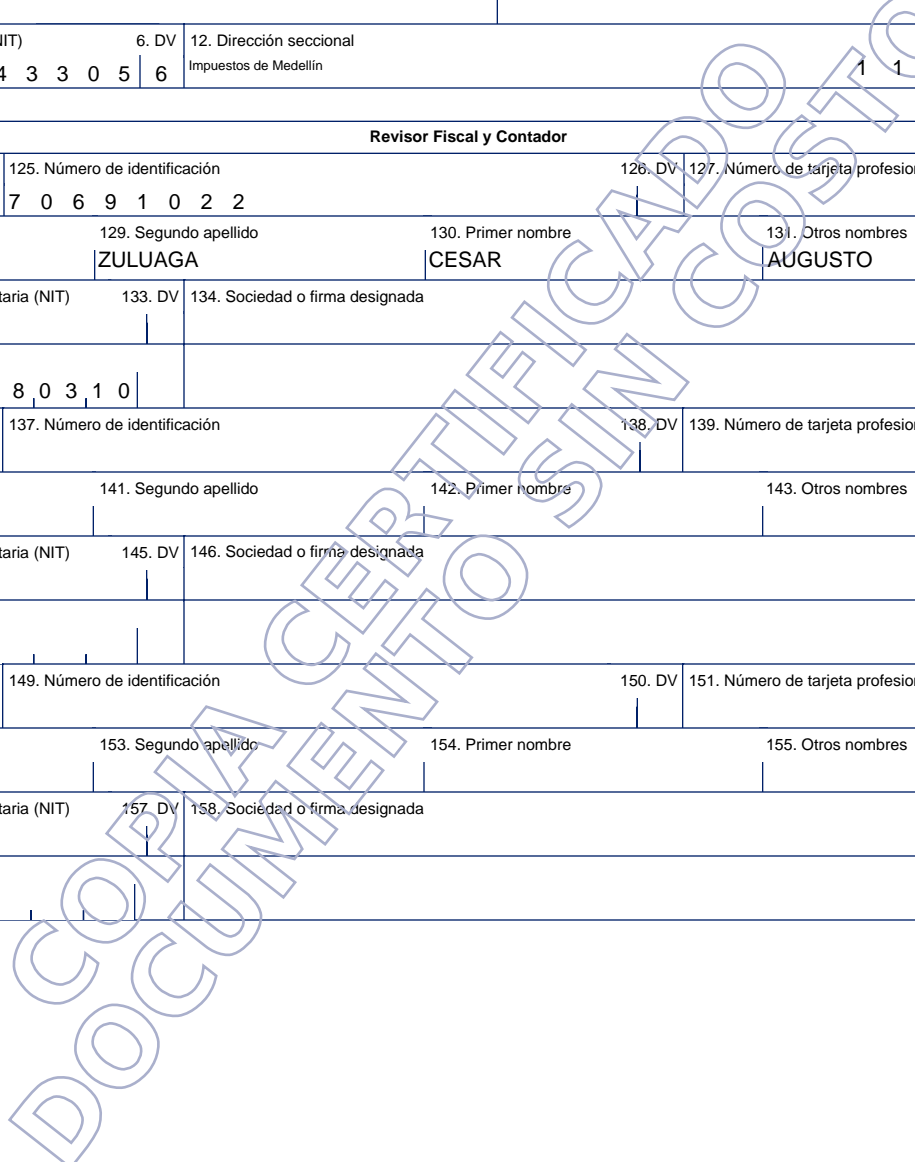 NIT) 6. DV 12. Dirección seccional
4 3 3 0 5 6 Impuestos de Medellín 1 1
Revisor Fiscal y Contador
125. Número de identificación 126. DV 127. Número de tarjeta profesion
7 0 6 9 1 0 2 2
129. Segundo apellido 130. Primer nombre 131. Otros nombres
ZULUAGA CESAR AUGUSTO
taria (NIT) 133. DV 134. Sociedad o firma designada
8 0 3 1 0
137. Número de identificación 138. DV 139. Número de tarjeta profesion
141. Segundo apellido 142. Primer nombre 143. Otros nombres
taria (NIT) 145. DV 146. Sociedad o firma designada
149. Número de identificación 150. DV 151. Número de tarjeta profesion
153. Segundo apellido 154. Primer nombre 155. Otros nombres
taria (NIT) 157. DV 158. Sociedad o firma designada
COPIA CERTIFICADO
DOCUMENTO SIN COSTO